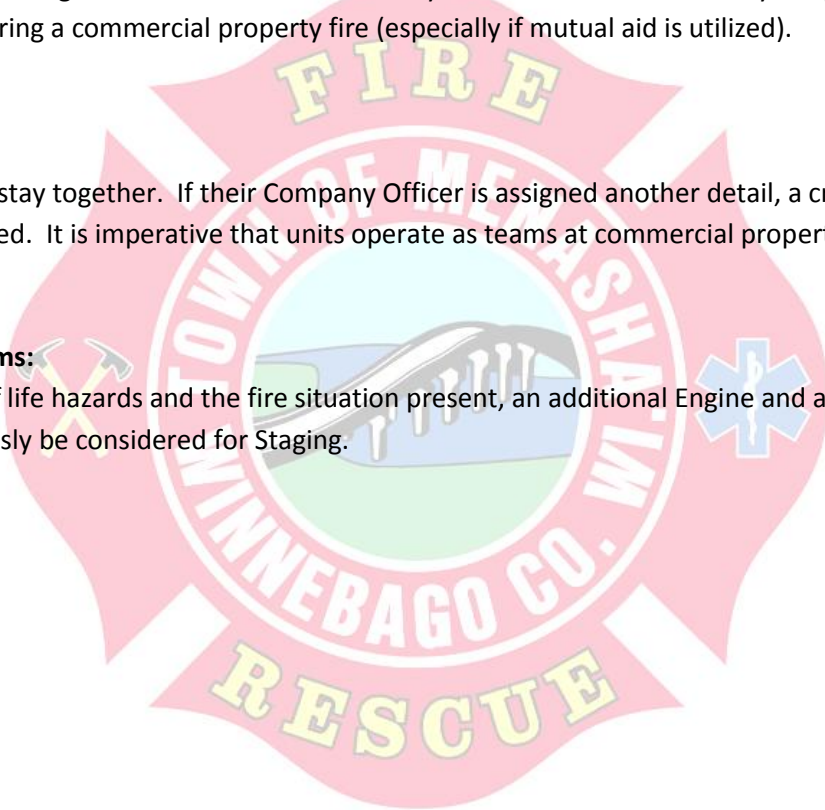 ring a commercial property fire (especially if mutual aid is utilized).
FIRE
TOWN OF MENASHA WI
stay together. If their Company Officer is assigned another detail, a
ed. It is imperative that units operate as teams at commercial
ms:
life hazards and the fire situation present, an additional Engine and
sly be considered for Staging.
WINNEBAGO CO.
RESCUE